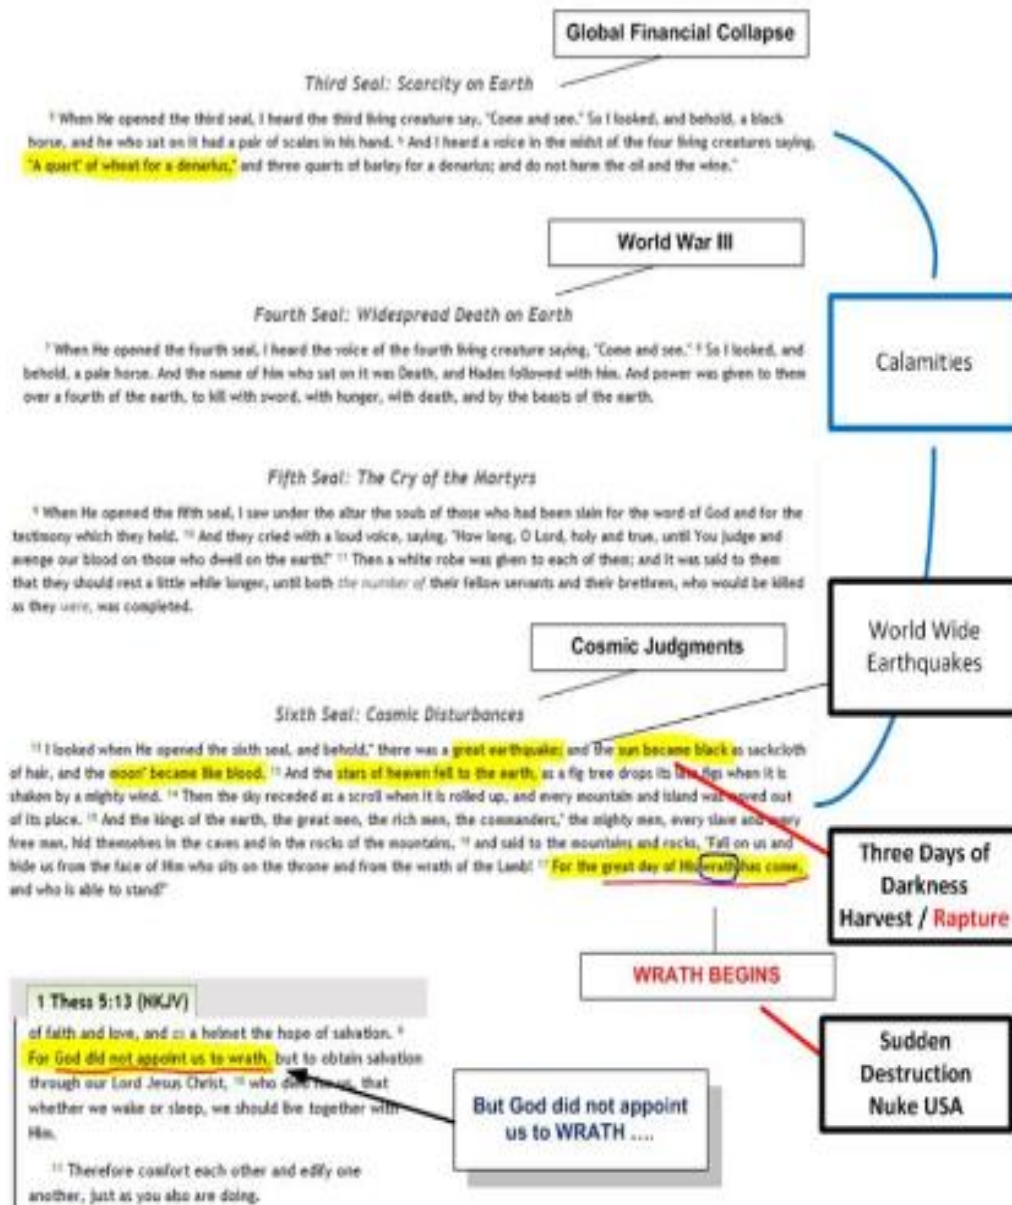 Global Financial Collapse
Third Seal: Scarcity on Earth
⁵ When He opened the third seal, I heard the third living creature say, "Come and see." So I looked, and behold, a black
horse, and he who sat on it had a pair of scales in his hand. ⁶ And I heard a voice in the midst of the four living creatures saying,
"A quart* of wheat for a denarius,* and three quarts of barley for a denarius; and do not harm the oil and the wine."
World War III
Fourth Seal: Widespread Death on Earth
⁷ When He opened the fourth seal, I heard the voice of the fourth living creature saying, "Come and see." ⁸ So I looked, and
behold, a pale horse. And the name of him who sat on it was Death, and Hades followed with him. And power was given to them
over a fourth of the earth, to kill with sword, with hunger, with death, and by the beasts of the earth.
Calamities
Fifth Seal: The Cry of the Martyrs
⁹ When He opened the fifth seal, I saw under the altar the souls of those who had been slain for the word of God and for the
testimony which they held. ¹⁰ And they cried with a loud voice, saying, "How long, O Lord, holy and true, until You judge and
avenge our blood on those who dwell on the earth?" ¹¹ Then a white robe was given to each of them; and it was said to them
that they should rest a little while longer, until both the number of their fellow servants and their brethren, who would be killed
as they were, was completed.
World Wide
Earthquakes
Cosmic Judgments
Sixth Seal: Cosmic Disturbances
¹² I looked when He opened the sixth seal, and behold,* there was a great earthquake; and the sun became black as sackcloth
of hair, and the moon* became like blood. ¹³ And the stars of heaven fell to the earth, as a fig tree drops its late figs when it is
shaken by a mighty wind. ¹⁴ Then the sky receded as a scroll when it is rolled up, and every mountain and island was moved out
of its place. ¹⁵ And the kings of the earth, the great men, the rich men, the commanders,* the mighty men, every slave and every
free man, hid themselves in the caves and in the rocks of the mountains, ¹⁶ and said to the mountains and rocks, "Fall on us and
hide us from the face of Him who sits on the throne and from the wrath of the Lamb! ¹⁷ For the great day of His wrath has come,
and who is able to stand?"
Three Days of
Darkness
Harvest / Rapture
WRATH BEGINS
Sudden
Destruction
Nuke USA
1 Thess 5:13 (NKJV)
of faith and love, and as a helmet the hope of salvation. ⁹
For God did not appoint us to wrath, but to obtain salvation
through our Lord Jesus Christ, ¹⁰ who died for us, that
whether we wake or sleep, we should live together with
Him.
¹¹ Therefore comfort each other and edify one
another, just as you also are doing.
But God did not appoint
us to WRATH ....